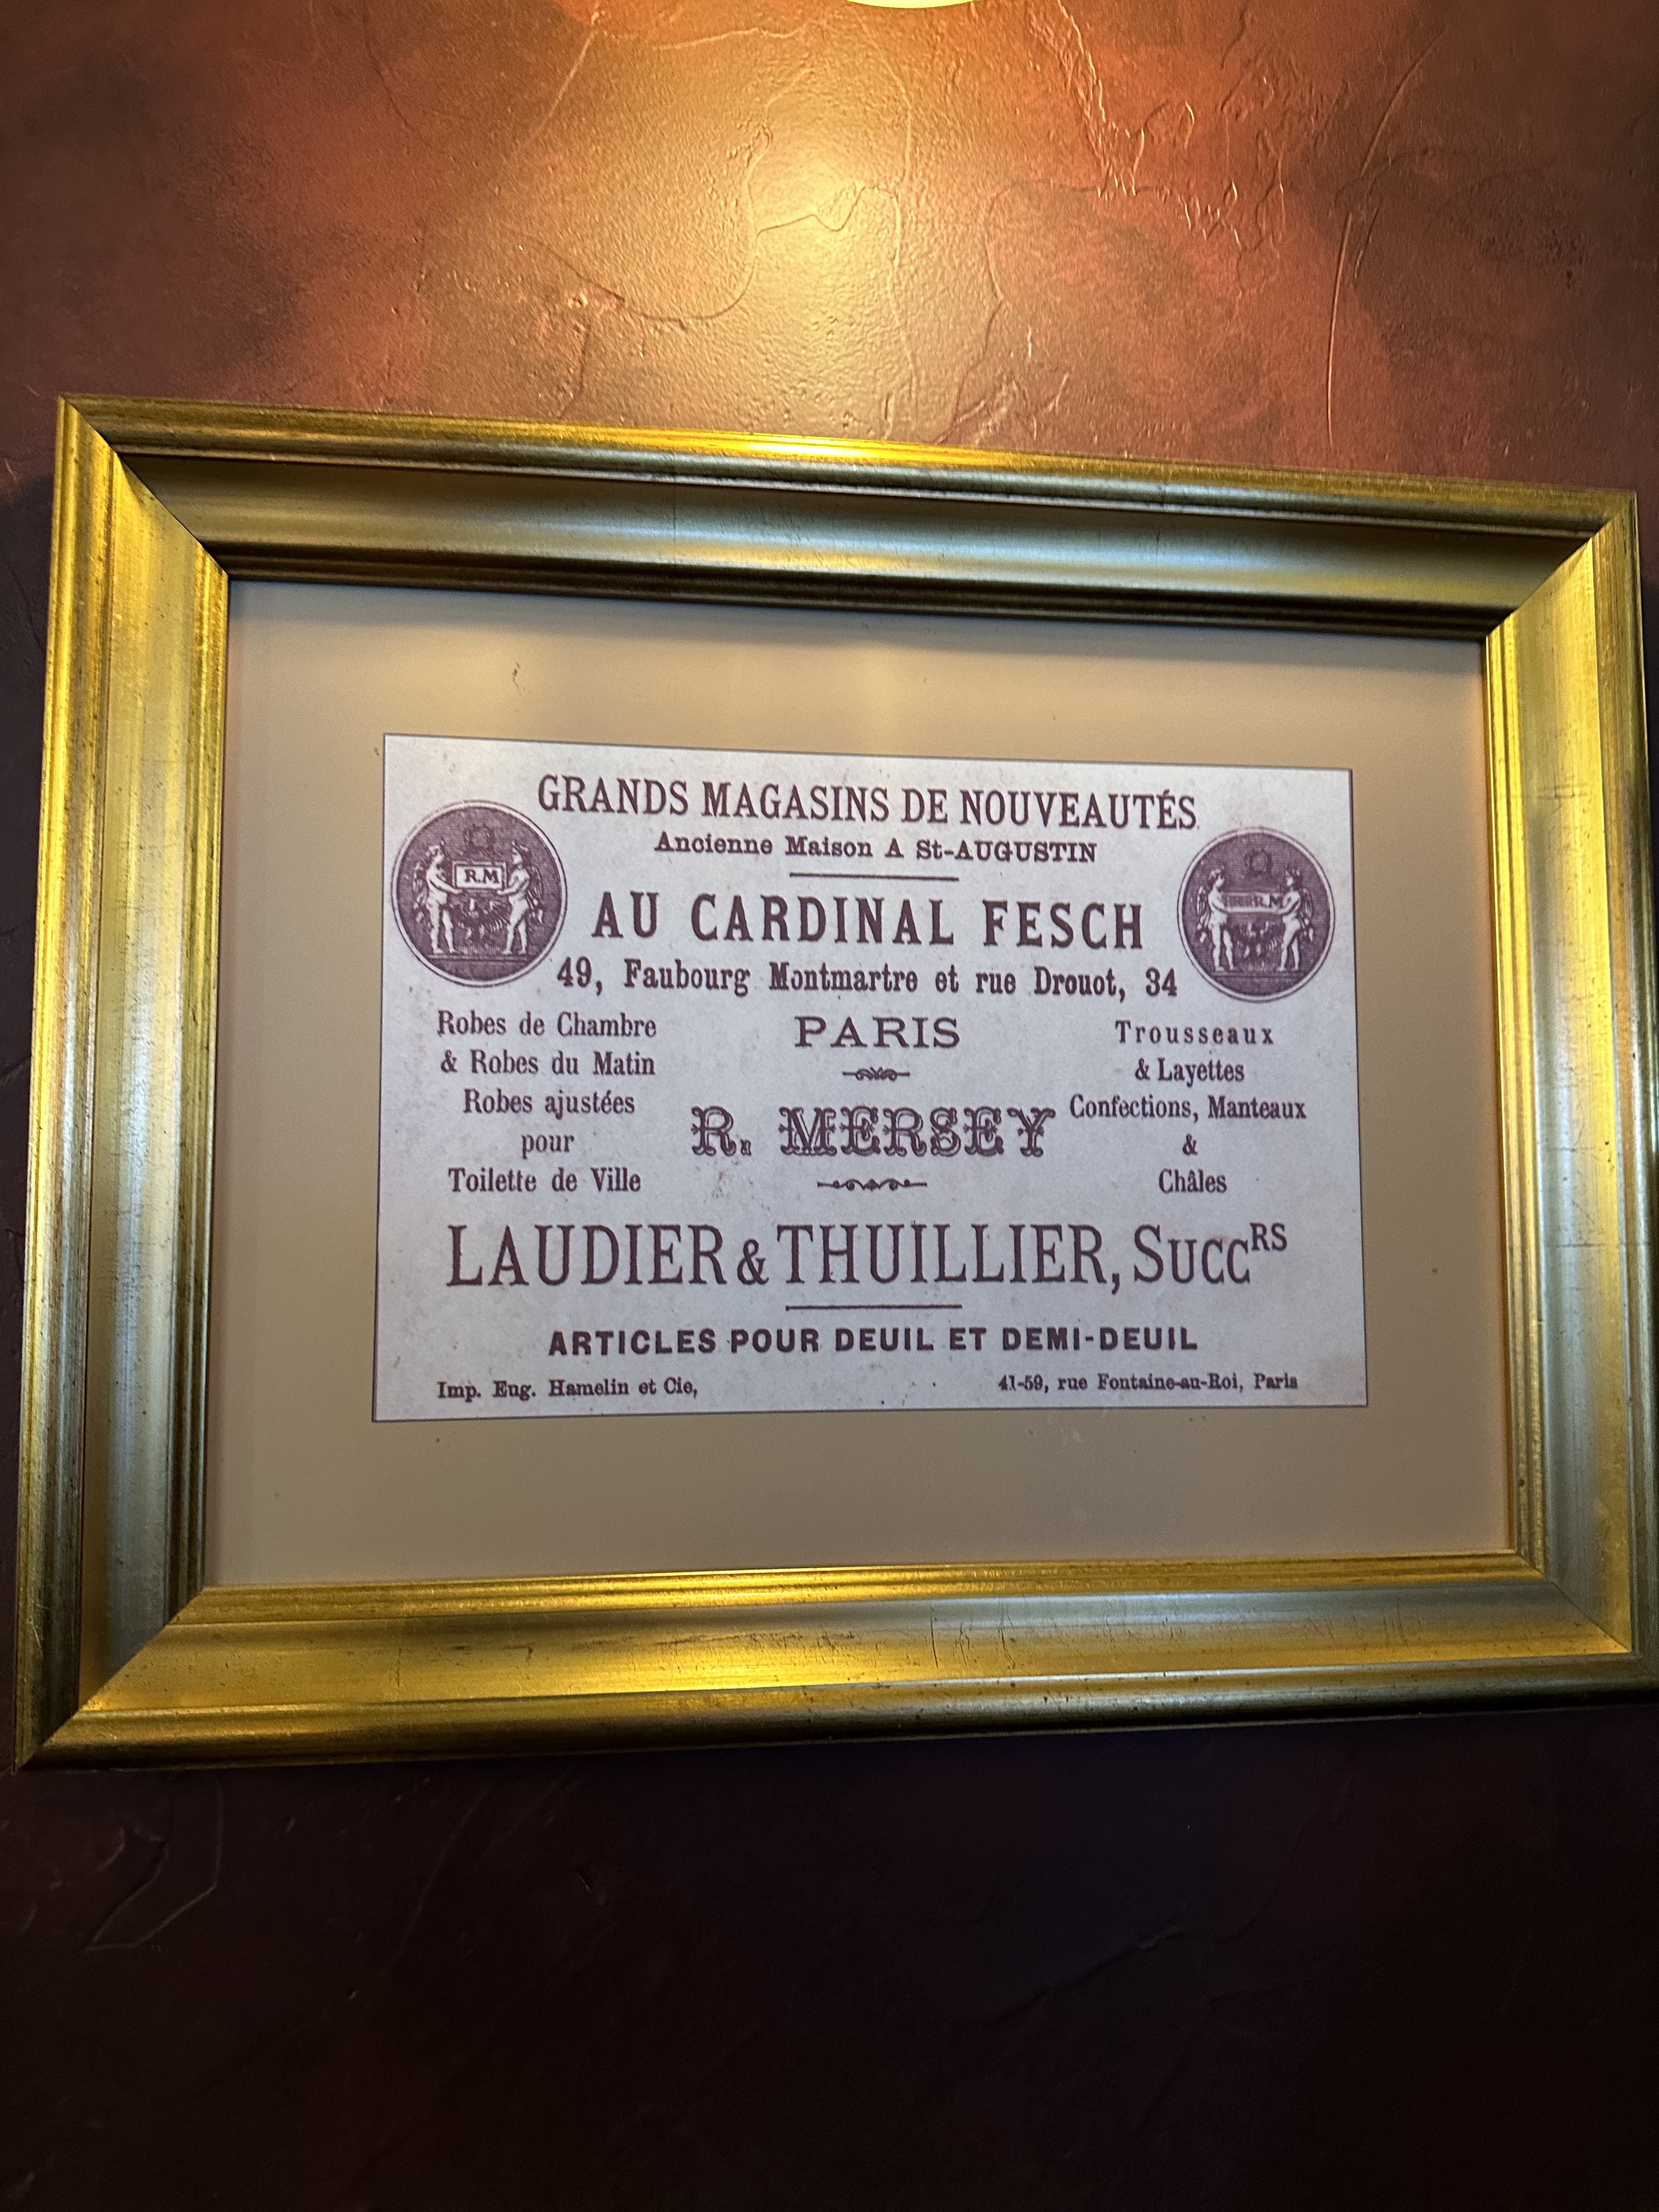 GRANDS MAGASINS DE NOUVEAUTÉS
Ancienne Maison A St-AUGUSTIN
R.M
R.M
AU CARDINAL FESCH
49, Faubourg Montmartre et rue Drouot, 34
PARIS
Robes de Chambre
& Robes du Matin
Robes ajustées
pour
Toilette de Ville
R. MERSEY
Trousseaux
& Layettes
Confections, Manteaux
&
Châles
LAUDIER & THUILLIER, SUCCRS
ARTICLES POUR DEUIL ET DEMI-DEUIL
Imp. Eug. Hamelin et Cie,
41-59, rue Fontaine-au-Roi, Paris